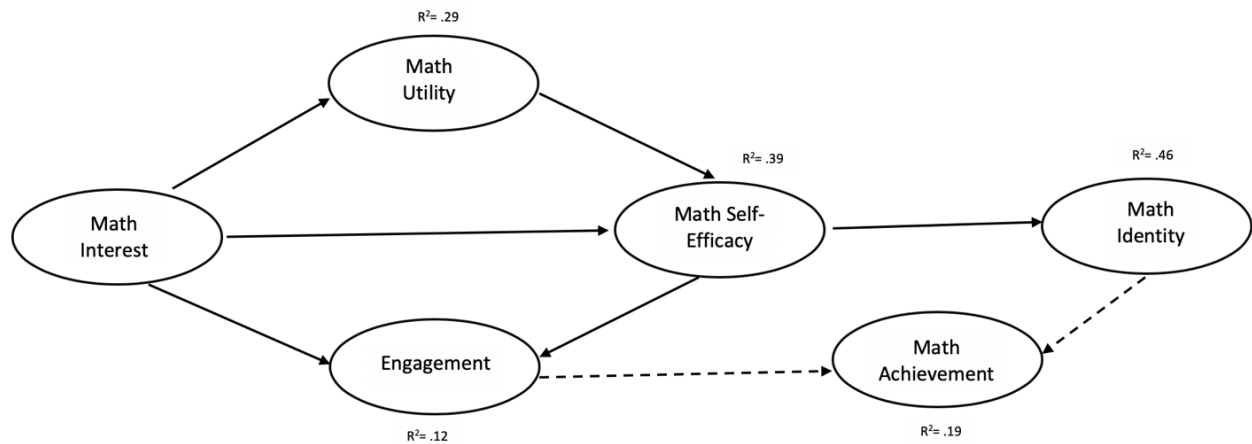 R²= .29
Math
Utility
R²= .39
R²= .46
Math
Interest
Math Self-
Efficacy
Math
Identity
Engagement
Math
Achievement
R²= .12
R²= .19